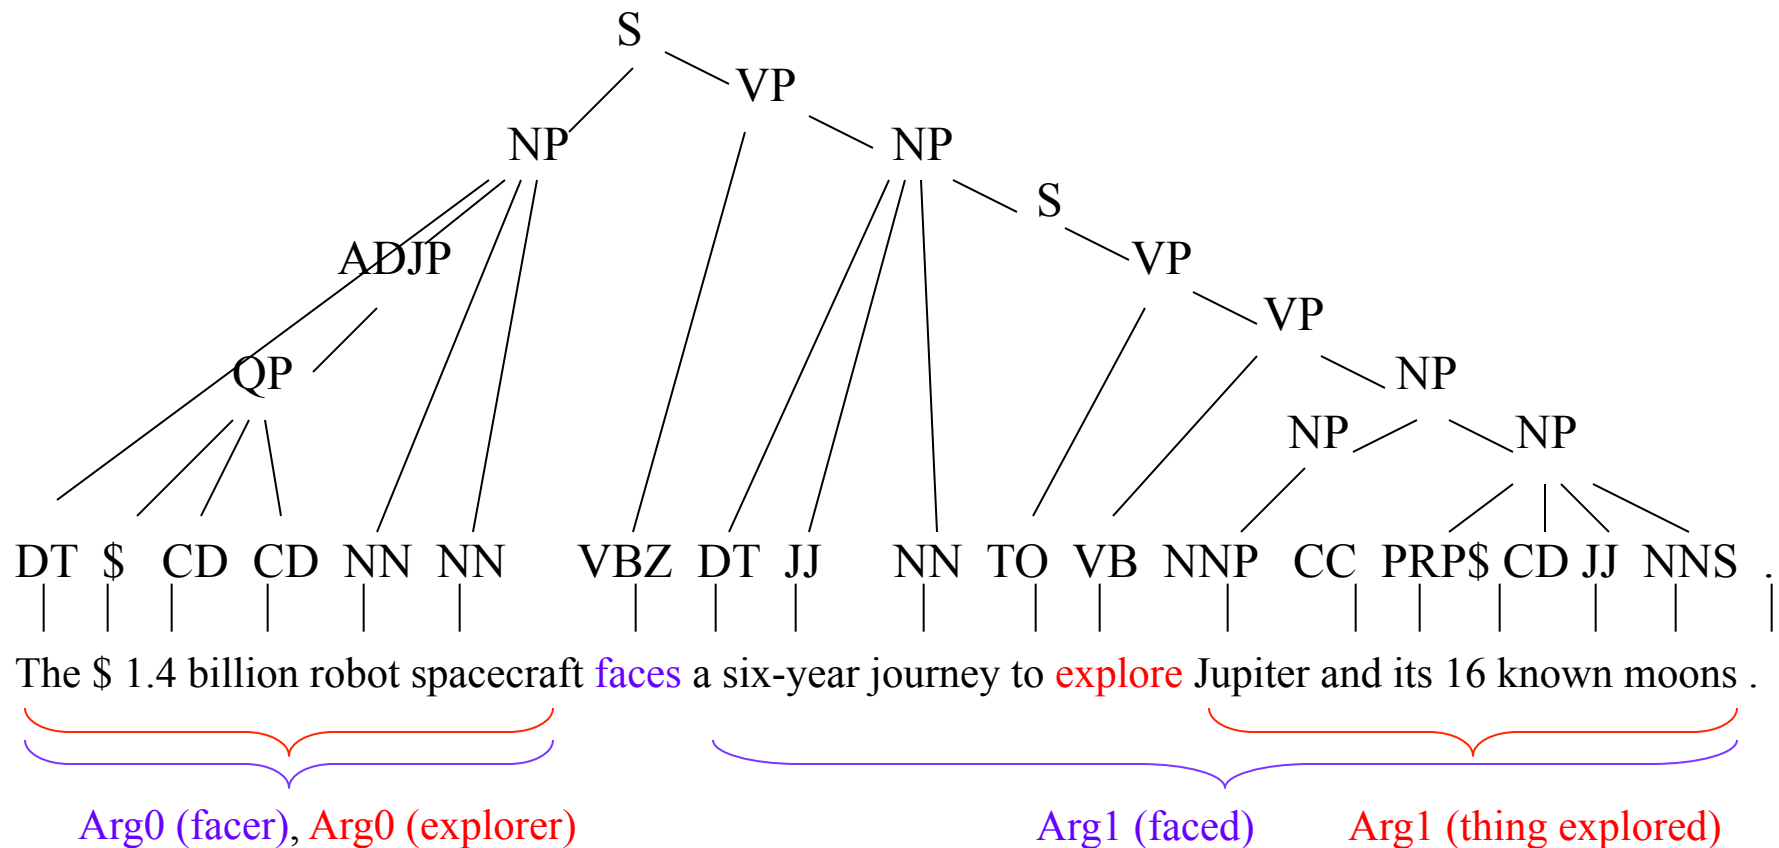 S
VP
NP NP
S
ADJP VP
VP
QP NP
NP NP
DT $ CD CD NN NN VBZ DT JJ NN TO VB NNP CC PRP$ CD JJ NNS .
The $ 1.4 billion robot spacecraft faces a six-year journey to explore Jupiter and its 16 known moons .
Arg0 (facer), Arg0 (explorer) Arg1 (faced) Arg1 (thing explored)